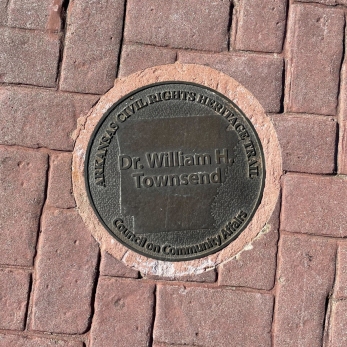 ARKANSAS CIVIL RIGHTS HERITAGE TRAIL
Dr. William H.
Townsend
Council on Community Affairs